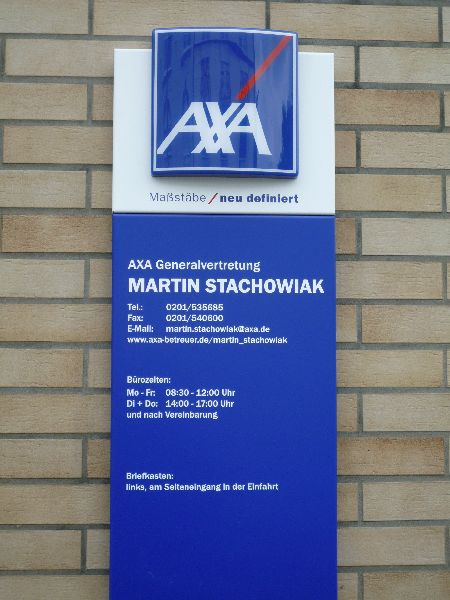 AXA
Maßstäbe / neu definiert
AXA Generalvertretung
MARTIN STACHOWIAK
Tel.: 0201/535685
Fax: 0201/540600
E-Mail: martin.stachowiak@axa.de
www.axa-betreuer.de/martin_stachowiak
Bürozeiten:
Mo - Fr: 08:30 - 12:00 Uhr
Di + Do: 14:00 - 17:00 Uhr
und nach Vereinbarung
Briefkasten:
links, am Seiteneingang in der Einfahrt